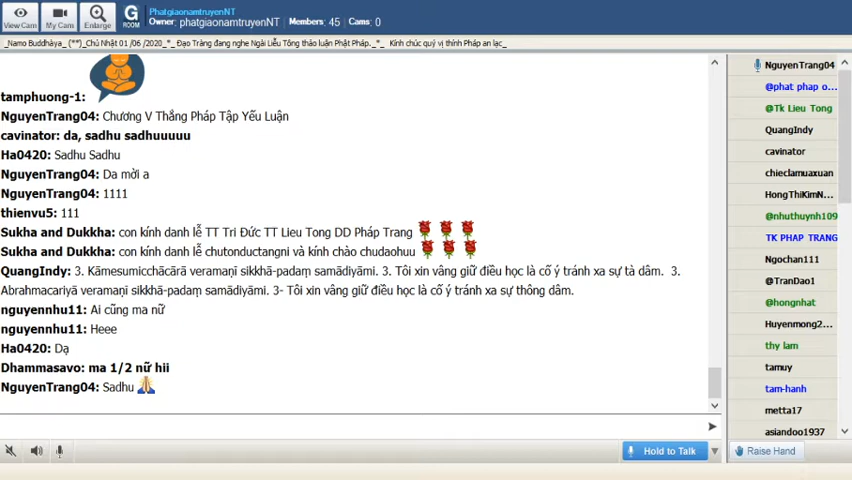 View Cam
My Cam
Enlarge
G ROOM
PhatgiaonamtruyenNT
Owner: phatgiaonamtruyenNT Members: 45 Cams: 0
_Namo Buddhàya_ (**)_Chủ Nhật 01 /06 /2020_*_ Đạo Tràng đang nghe Ngài Liễu Tông thảo luận Phật Pháp._*_ Kính chúc quý vị thính Pháp an lạc_
tamphuong-1:
NguyenTrang04: Chương V Thắng Pháp Tập Yếu Luận
cavinator: da, sadhu sadhuuuuu
Ha0420: Sadhu Sadhu
NguyenTrang04: Da mời a
NguyenTrang04: 1111
thienvu5: 111
Sukha and Dukkha: con kính danh lễ TT Tri Đức TT Lieu Tong DD Pháp Trang
Sukha and Dukkha: con kính danh lễ chutonductangni và kính chào chudaohuu
QuangIndy: 3. Kāmesumicchācārā veramaṇī sikkhā-padaṃ samādiyāmi. 3. Tôi xin vâng giữ điều học là cố ý tránh xa sự tà dâm. 3.
Abrahmacariyā veramaṇī sikkhā-padaṃ samādiyāmi. 3- Tôi xin vâng giữ điều học là cố ý tránh xa sự thông dâm.
nguyennhu11: Ai cũng ma nữ
nguyennhu11: Heee
Ha0420: Dạ
Dhammasavo: ma 1/2 nữ hii
NguyenTrang04: Sadhu
Hold to Talk
NguyenTrang04
@phat phap o...
@Tk Lieu Tong
QuangIndy
cavinator
chieclamuaxuan
HongThiKimN...
@nhuthuynh109
TK PHAP TRANG
Ngochan111
@TranDao1
@hongnhat
Huyenmong2...
thy lam
tamuy
tam-hanh
metta17
asiandoo1937
Raise Hand